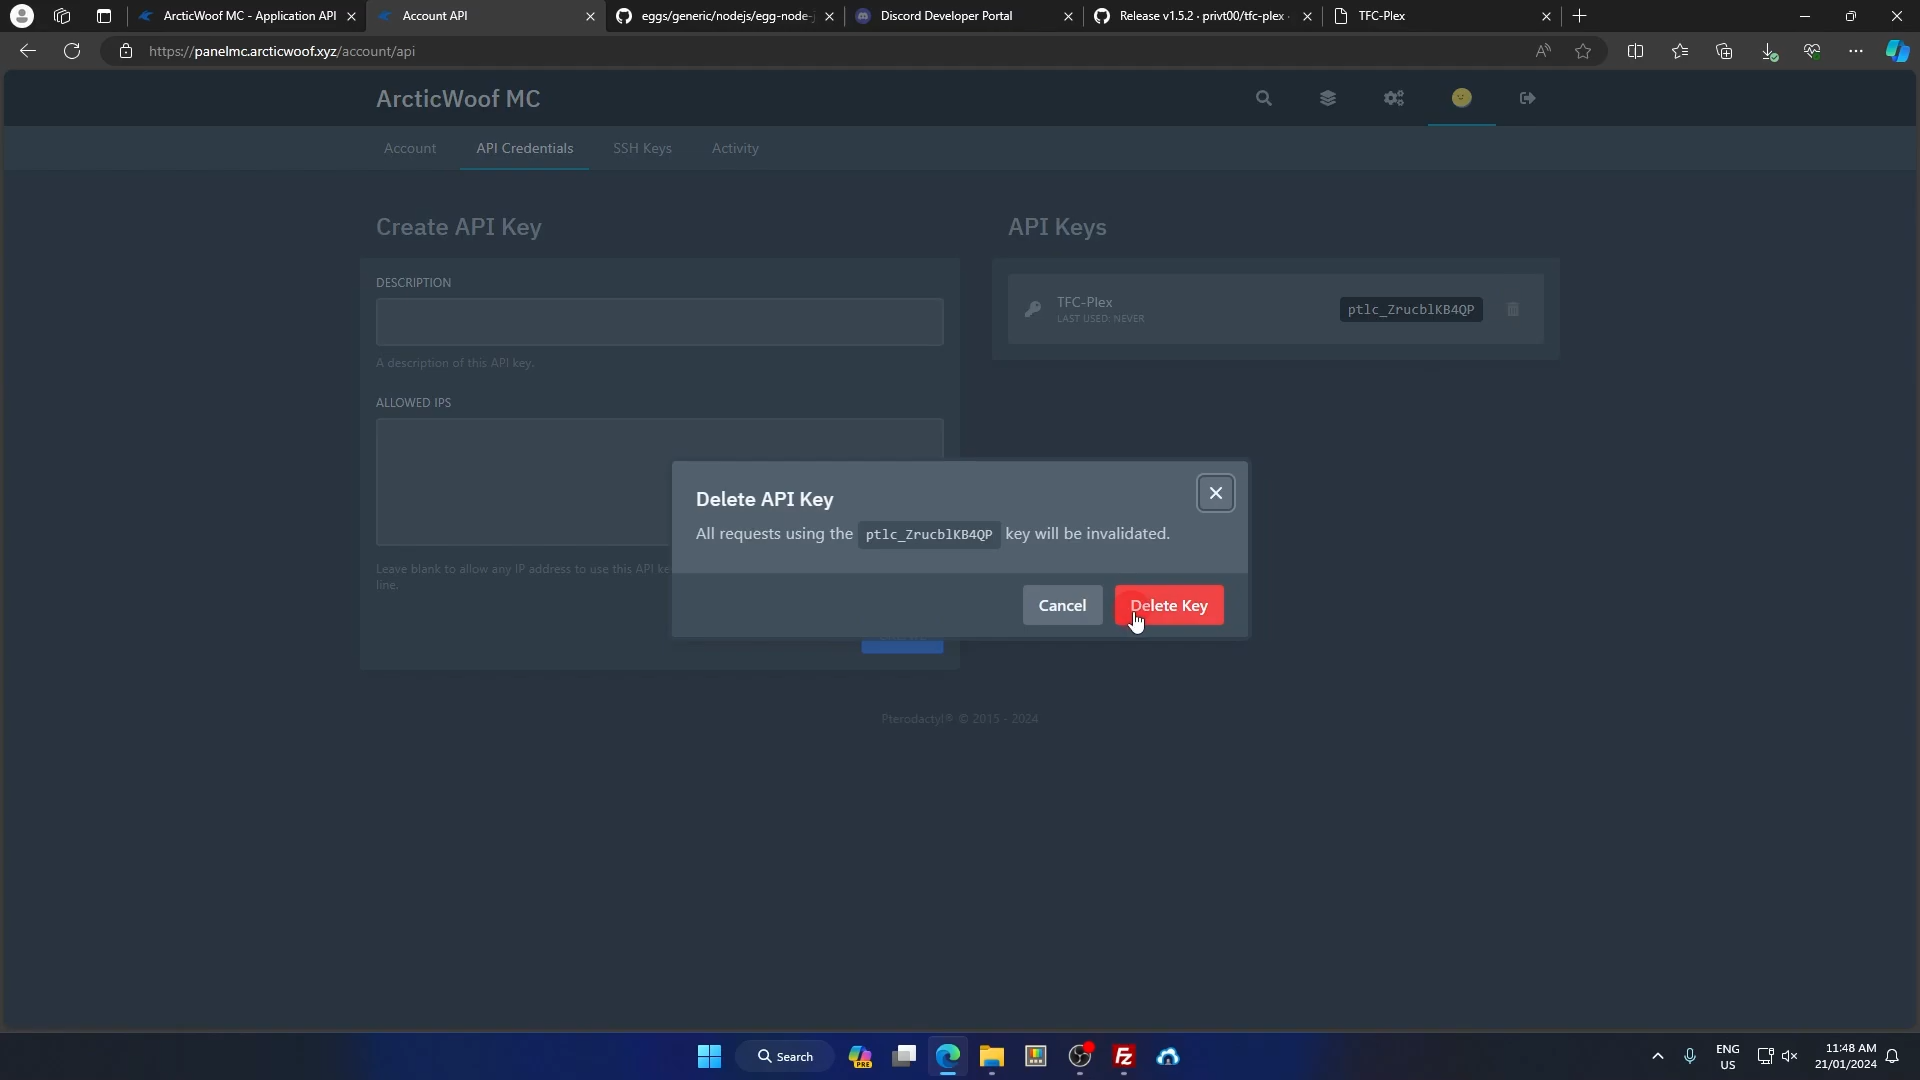 ArcticWoof MC - Application API
Account API
eggs/generic/nodejs/egg-node-
Discord Developer Portal
Release v1.5.2 · privt00/tfc-plex
TFC-Plex
https://panelmc.arcticwoof.xyz/account/api
ArcticWoof MC
Account
API Credentials
SSH Keys
Activity
Create API Key
API Keys
DESCRIPTION
TFC-Plex
LAST USED: NEVER
ptlc_ZrucblKB4QP
A description of this API key.
ALLOWED IPS
Delete API Key
All requests using the ptlc_ZrucblKB4QP key will be invalidated.
Leave blank to allow any IP address to use this API ke
line.
Cancel
Delete Key
Pterodactyl® © 2015 - 2024
Search
PRE
ENG
US
11:48 AM
21/01/2024